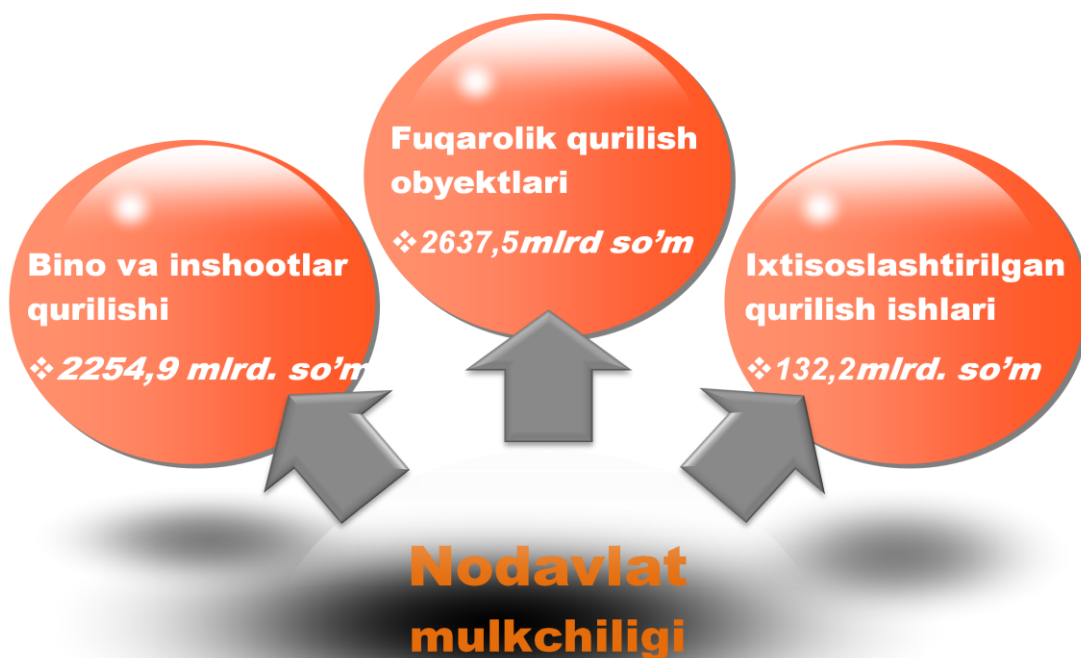 Fuqarolik qurilish
obyektlari
❖2637,5mlrd so’m
Bino va inshootlar
qurilishi
❖2254,9 mlrd. so’m
Ixtisoslashtirilgan
qurilish ishlari
❖132,2mlrd. so’m
Nodavlat
mulkchiligi